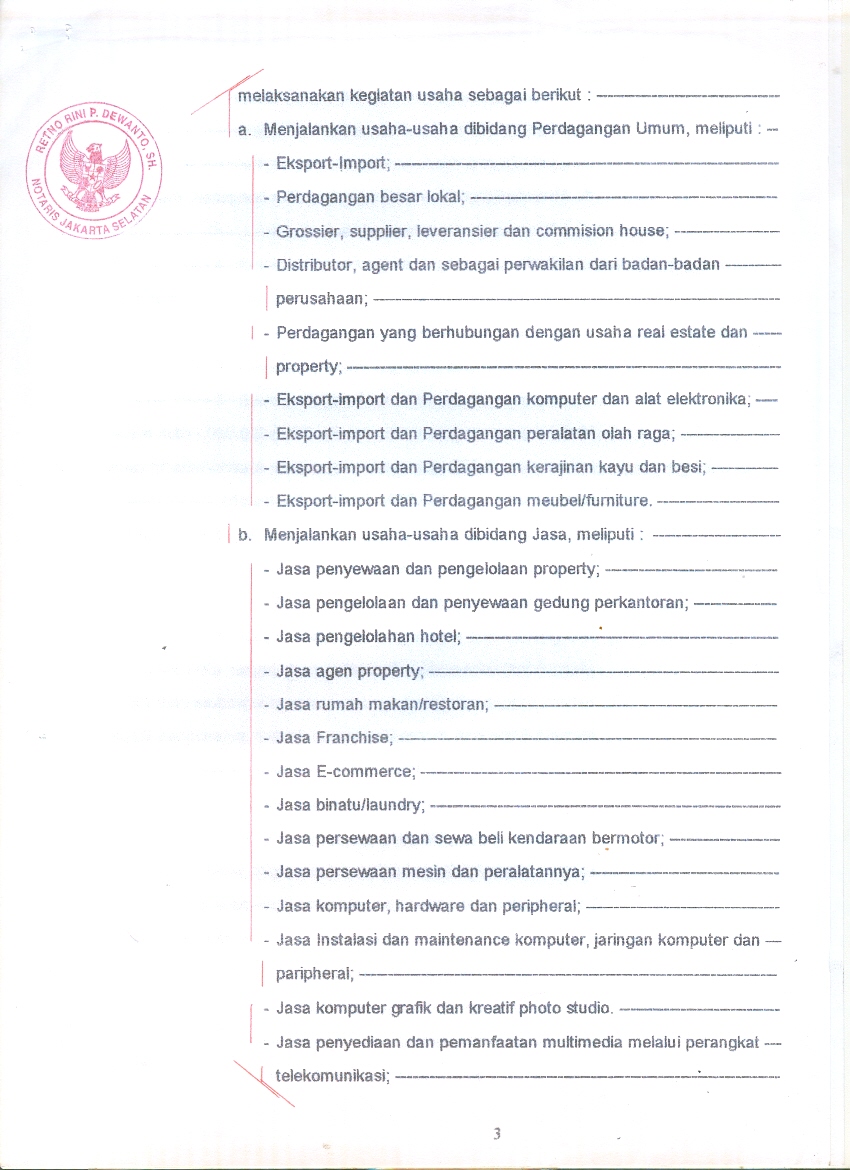 RETNO RINI P. DEWANTO, SH.
NOTARIS JAKARTA SELATAN
melaksanakan kegiatan usaha sebagai berikut :
a. Menjalankan usaha-usaha dibidang Perdagangan Umum, meliputi :
- Eksport-Import;
- Perdagangan besar lokal;
- Grossier, supplier, leveransier dan commision house;
- Distributor, agent dan sebagai perwakilan dari badan-badan
perusahaan;
- Perdagangan yang berhubungan dengan usaha real estate dan
property;
- Eksport-import dan Perdagangan komputer dan alat elektronika;
- Eksport-import dan Perdagangan peralatan olah raga;
- Eksport-import dan Perdagangan kerajinan kayu dan besi;
- Eksport-import dan Perdagangan meubel/furniture.
b. Menjalankan usaha-usaha dibidang Jasa, meliputi :
- Jasa penyewaan dan pengelolaan property;
- Jasa pengelolaan dan penyewaan gedung perkantoran;
- Jasa pengelolahan hotel;
- Jasa agen property;
- Jasa rumah makan/restoran;
- Jasa Franchise;
- Jasa E-commerce;
- Jasa binatu/laundry;
- Jasa persewaan dan sewa beli kendaraan bermotor;
- Jasa persewaan mesin dan peralatannya;
- Jasa komputer, hardware dan peripheral;
- Jasa Instalasi dan maintenance komputer, jaringan komputer dan
paripheral;
- Jasa komputer grafik dan kreatif photo studio.
- Jasa penyediaan dan pemanfaatan multimedia melalui perangkat
telekomunikasi;
3